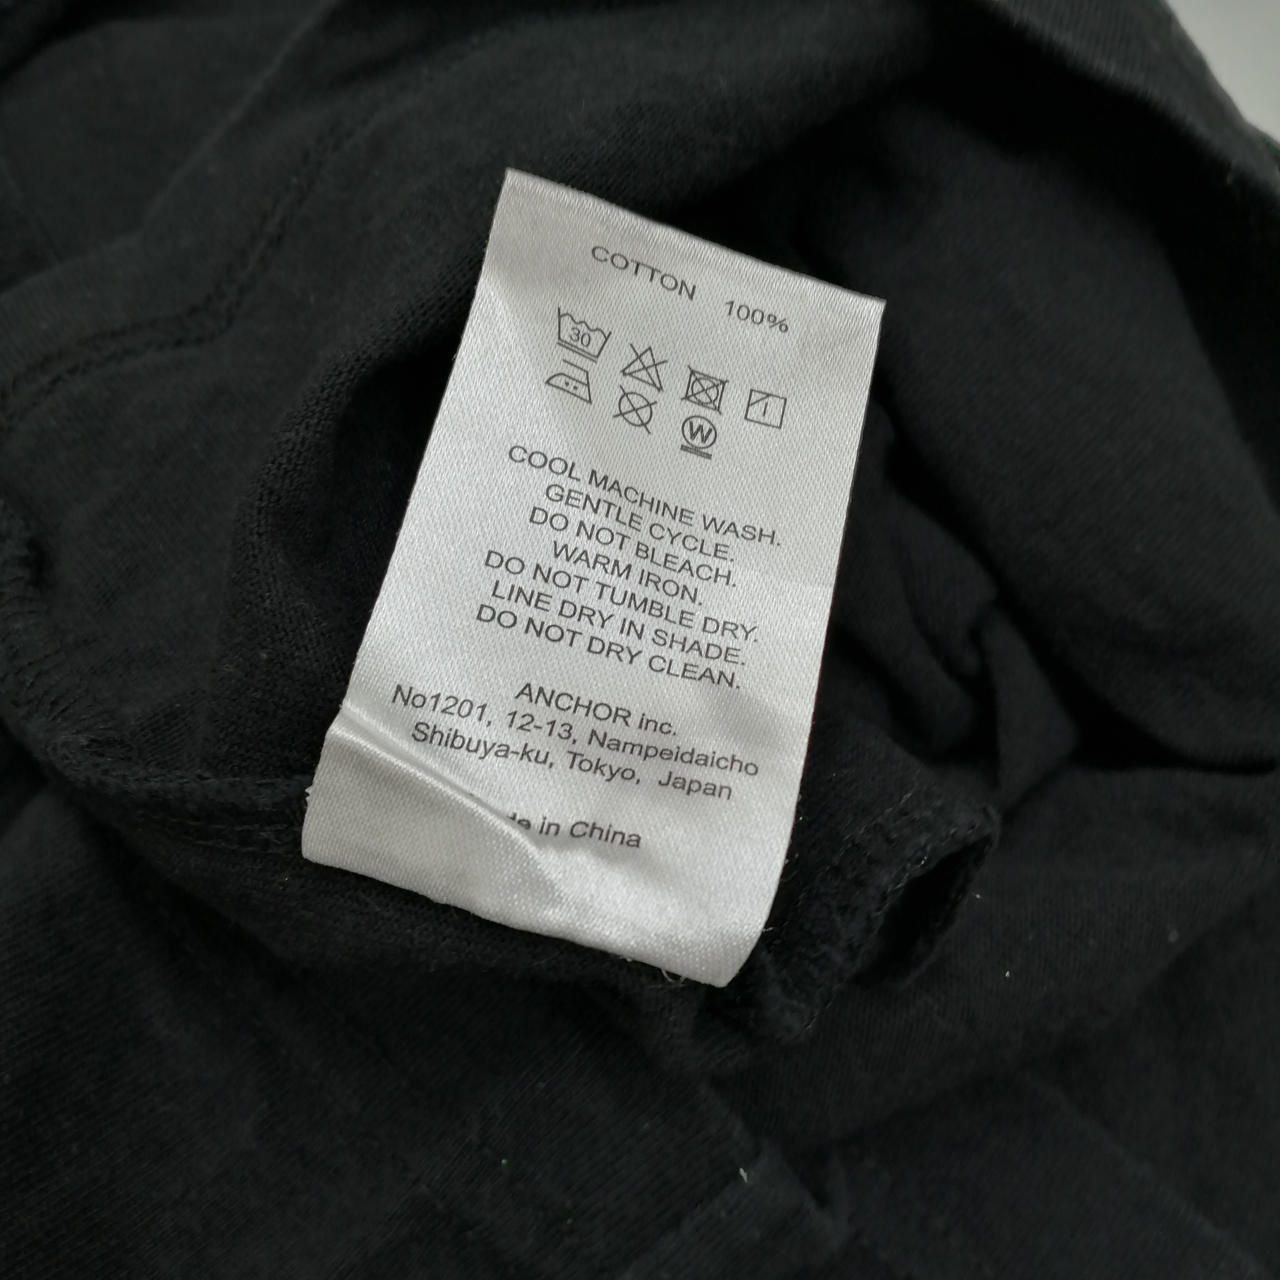 COTTON 100%
30
W
COOL MACHINE WASH.
GENTLE CYCLE.
DO NOT BLEACH.
WARM IRON.
DO NOT TUMBLE DRY.
LINE DRY IN SHADE.
DO NOT DRY CLEAN.
ANCHOR inc.
No1201, 12-13, Nampeidaicho
Shibuya-ku, Tokyo, Japan
in China